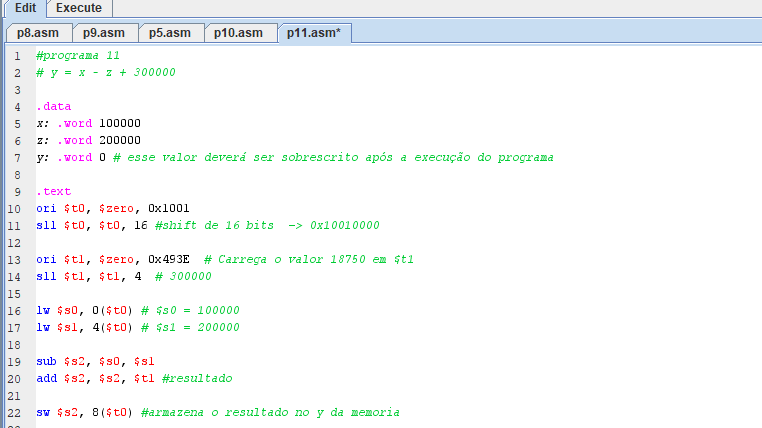 Edit Execute
p8.asm p9.asm p5.asm p10.asm p11.asm*
1 #programa 11
2 # y = x - z + 300000
3
4 .data
5 x: .word 100000
6 z: .word 200000
7 y: .word 0 # esse valor deverá ser sobrescrito após a execução do programa
8
9 .text
10 ori $t0, $zero, 0x1001
11 sll $t0, $t0, 16 #shift de 16 bits -> 0x10010000
12
13 ori $t1, $zero, 0x493E # Carrega o valor 18750 em $t1
14 sll $t1, $t1, 4 # 300000
15
16 lw $s0, 0($t0) # $s0 = 100000
17 lw $s1, 4($t0) # $s1 = 200000
18
19 sub $s2, $s0, $s1
20 add $s2, $s2, $t1 #resultado
21
22 sw $s2, 8($t0) #armazena o resultado no y da memoria